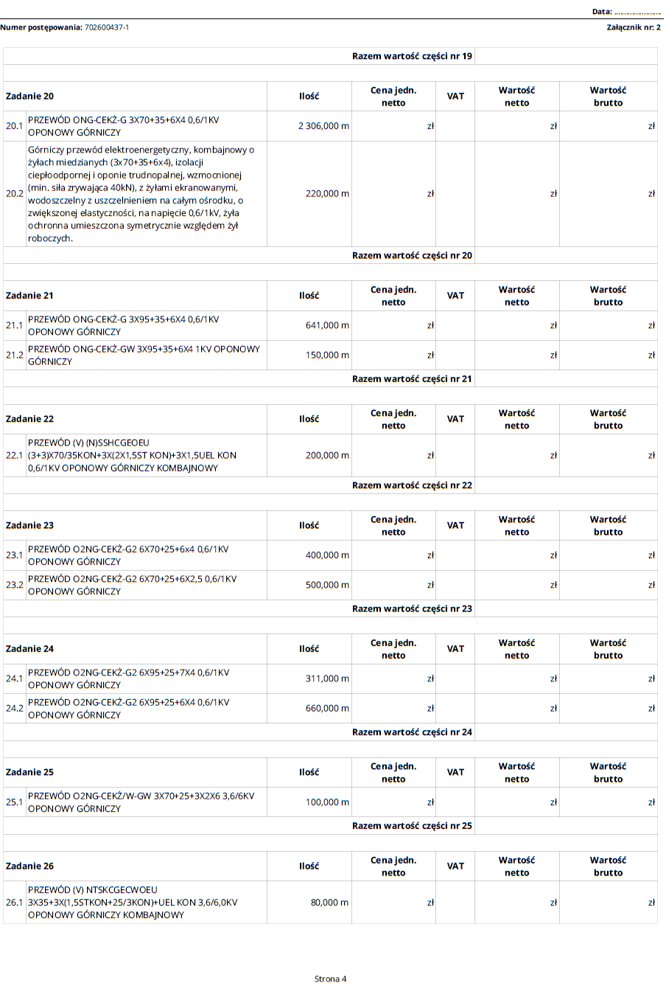 Data: ........................
Numer postępowania: 702600437-1 Załącznik nr: 2
Razem wartość części nr 19
Zadanie 20 Ilość Cena jedn. netto VAT Wartość netto Wartość brutto
20.1 PRZEWÓD ONG-CEKŻ-G 3X70+35+6X4 0,6/1KV
OPONOWY GÓRNICZY 2 306,000 m zł zł zł
Górniczy przewód elektroenergetyczny, kombajnowy o
żyłach miedzianych (3x70+35+6x4), izolacji
ciepłoodpornej i oponie trudnopalnej, wzmocnionej
(min. siła zrywająca 40kN), z żyłami ekranowanymi,
20.2 wodoszczelny z uszczelnieniem na całym ośrodku, o 220,000 m zł zł zł
zwiększonej elastyczności, na napięcie 0,6/1kV, żyła
ochronna umieszczona symetrycznie względem żył
roboczych.
Razem wartość części nr 20
Zadanie 21 Ilość Cena jedn. netto VAT Wartość netto Wartość brutto
21.1 PRZEWÓD ONG-CEKŻ-G 3X95+35+6X4 0,6/1KV
OPONOWY GÓRNICZY 641,000 m zł zł zł
21.2 PRZEWÓD ONG-CEKŻ-GW 3X95+35+6X4 1KV OPONOWY
GÓRNICZY 150,000 m zł zł zł
Razem wartość części nr 21
Zadanie 22 Ilość Cena jedn. netto VAT Wartość netto Wartość brutto
PRZEWÓD (V) (N)SSHCGEOEU
22.1 (3+3)X70/35KON+3X(2X1,5ST KON)+3X1,5UEL KON 200,000 m zł zł zł
0,6/1KV OPONOWY GÓRNICZY KOMBAJNOWY
Razem wartość części nr 22
Zadanie 23 Ilość Cena jedn. netto VAT Wartość netto Wartość brutto
23.1 PRZEWÓD O2NG-CEKŻ-G2 6X70+25+6x4 0,6/1KV
OPONOWY GÓRNICZY 400,000 m zł zł zł
23.2 PRZEWÓD O2NG-CEKŻ-G2 6X70+25+6X2,5 0,6/1KV
OPONOWY GÓRNICZY 500,000 m zł zł zł
Razem wartość części nr 23
Zadanie 24 Ilość Cena jedn. netto VAT Wartość netto Wartość brutto
24.1 PRZEWÓD O2NG-CEKŻ-G2 6X95+25+7X4 0,6/1KV
OPONOWY GÓRNICZY 311,000 m zł zł zł
24.2 PRZEWÓD O2NG-CEKŻ-G2 6X95+25+6X4 0,6/1KV
OPONOWY GÓRNICZY 660,000 m zł zł zł
Razem wartość części nr 24
Zadanie 25 Ilość Cena jedn. netto VAT Wartość netto Wartość brutto
25.1 PRZEWÓD O2NG-CEKŻ/W-GW 3X70+25+3X2X6 3,6/6KV
OPONOWY GÓRNICZY 100,000 m zł zł zł
Razem wartość części nr 25
Zadanie 26 Ilość Cena jedn. netto VAT Wartość netto Wartość brutto
PRZEWÓD (V) NTSKCGECWOEU
26.1 3X35+3X(1,5STKON+25/3KON)+UEL KON 3,6/6,0KV 80,000 m zł zł zł
OPONOWY GÓRNICZY KOMBAJNOWY
Strona 4